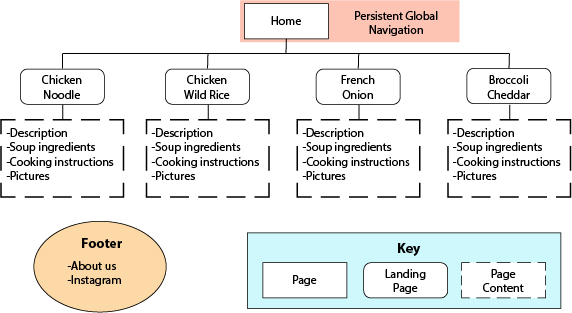 Home
Persistent Global
Navigation
Chicken
Noodle
Chicken
Wild Rice
French
Onion
Broccoli
Cheddar
-Description
-Soup ingredients
-Cooking instructions
-Pictures
-Description
-Soup ingredients
-Cooking instructions
-Pictures
-Description
-Soup ingredients
-Cooking instructions
-Pictures
-Description
-Soup ingredients
-Cooking instructions
-Pictures
Footer
-About us
-Instagram
Key
Page
Landing
Page
Page
Content